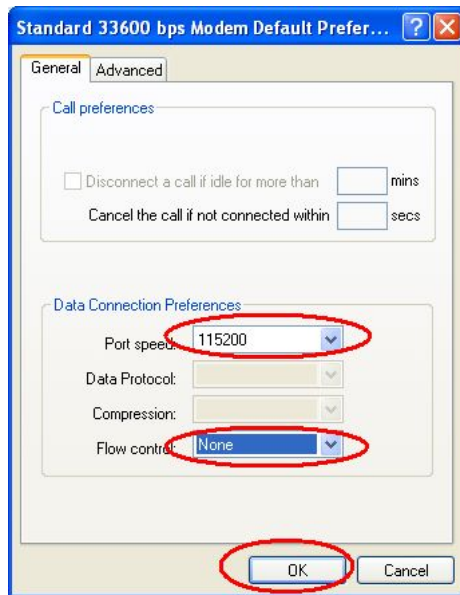 Standard 33600 bps Modem Default Prefer...
General Advanced
Call preferences
Disconnect a call if idle for more than mins
Cancel the call if not connected within secs
Data Connection Preferences
Port speed: 115200
Data Protocol:
Compression:
Flow control: None
OK Cancel